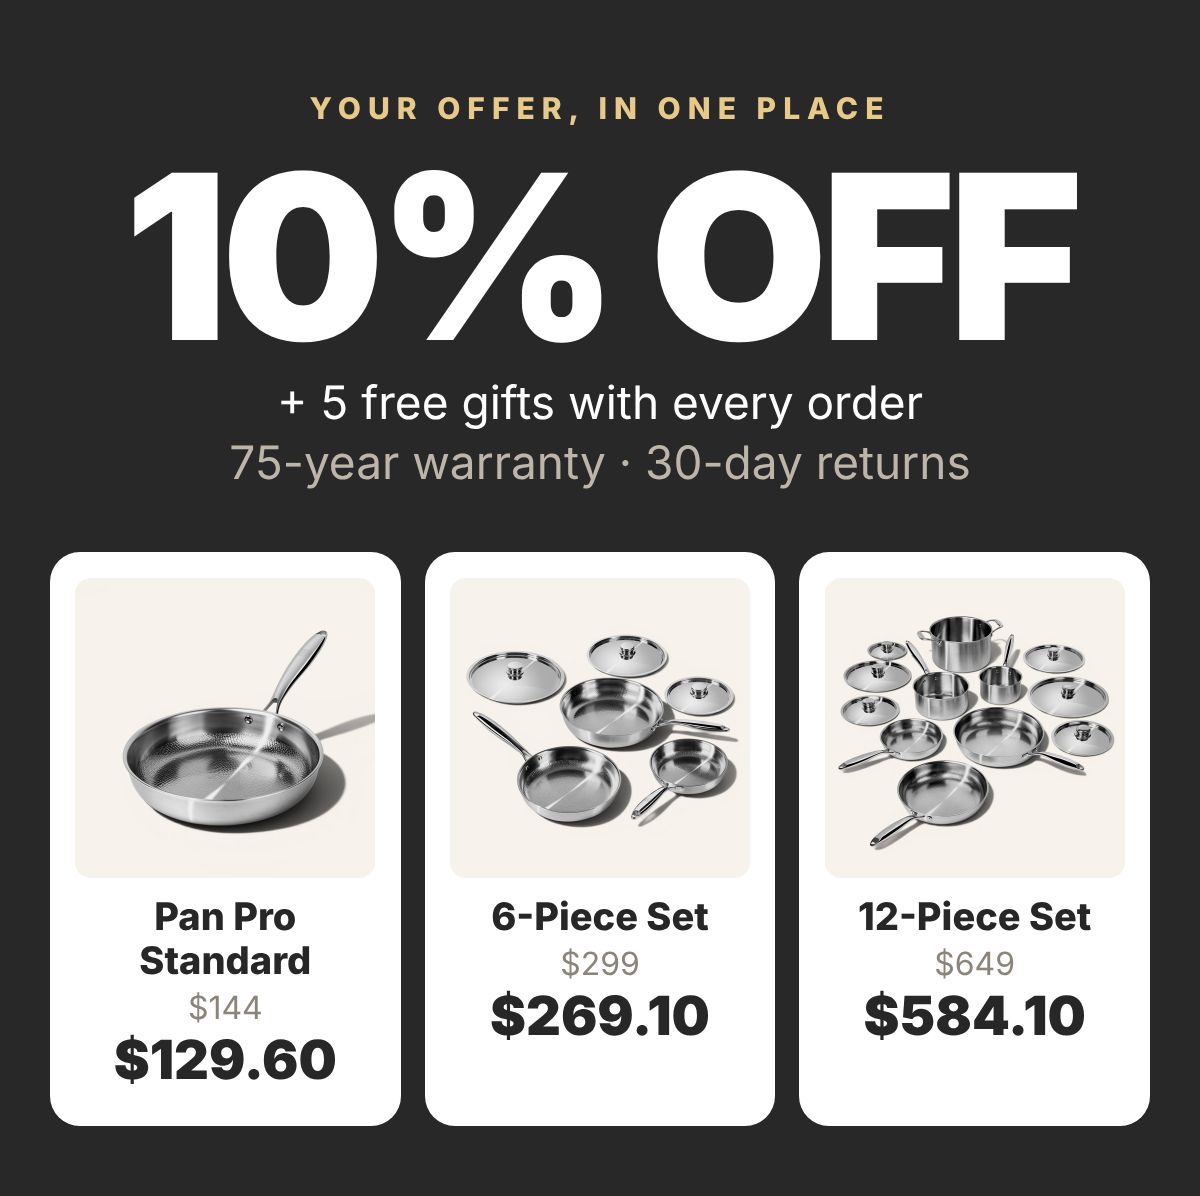 YOUR OFFER, IN ONE PLACE
10% OFF
+ 5 free gifts with every order
75-year warranty · 30-day returns
Pan Pro
Standard
$144
$129.60
6-Piece Set
$299
$269.10
12-Piece Set
$649
$584.10